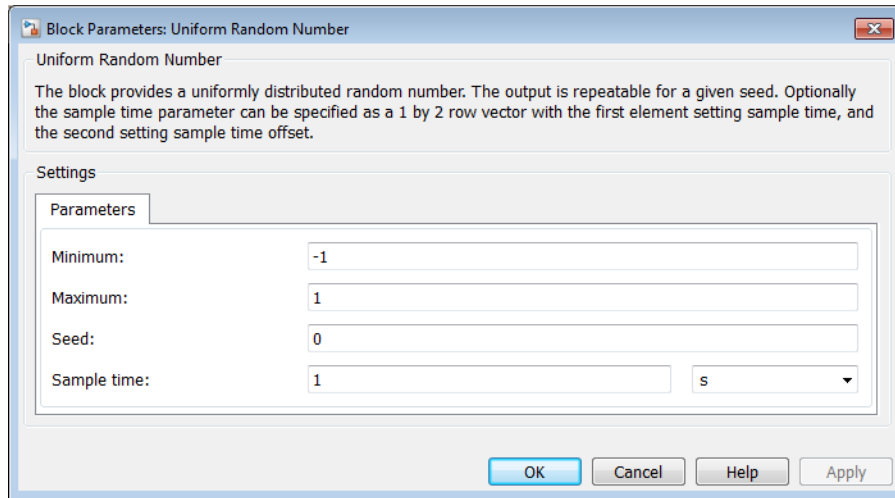 Block Parameters: Uniform Random Number
Uniform Random Number
The block provides a uniformly distributed random number. The output is repeatable for a given seed. Optionally
the sample time parameter can be specified as a 1 by 2 row vector with the first element setting sample time, and
the second setting sample time offset.
Settings
Parameters
Minimum: -1
Maximum: 1
Seed: 0
Sample time: 1 s
OK Cancel Help Apply